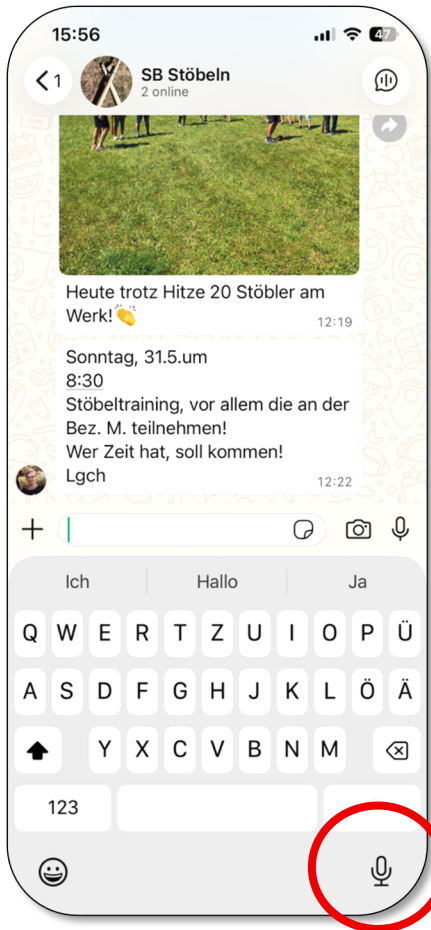 15:56
47
1
SB Stöbeln
2 online
Heute trotz Hitze 20 Stöbler am
Werk!👏
12:19
Sonntag, 31.5.um
8:30
Stöbeltraining, vor allem die an der
Bez. M. teilnehmen!
Wer Zeit hat, soll kommen!
Lgch
12:22
Ich Hallo Ja
Q W E R T Z U I O P Ü
A S D F G H J K L Ö Ä
Y X C V B N M
123